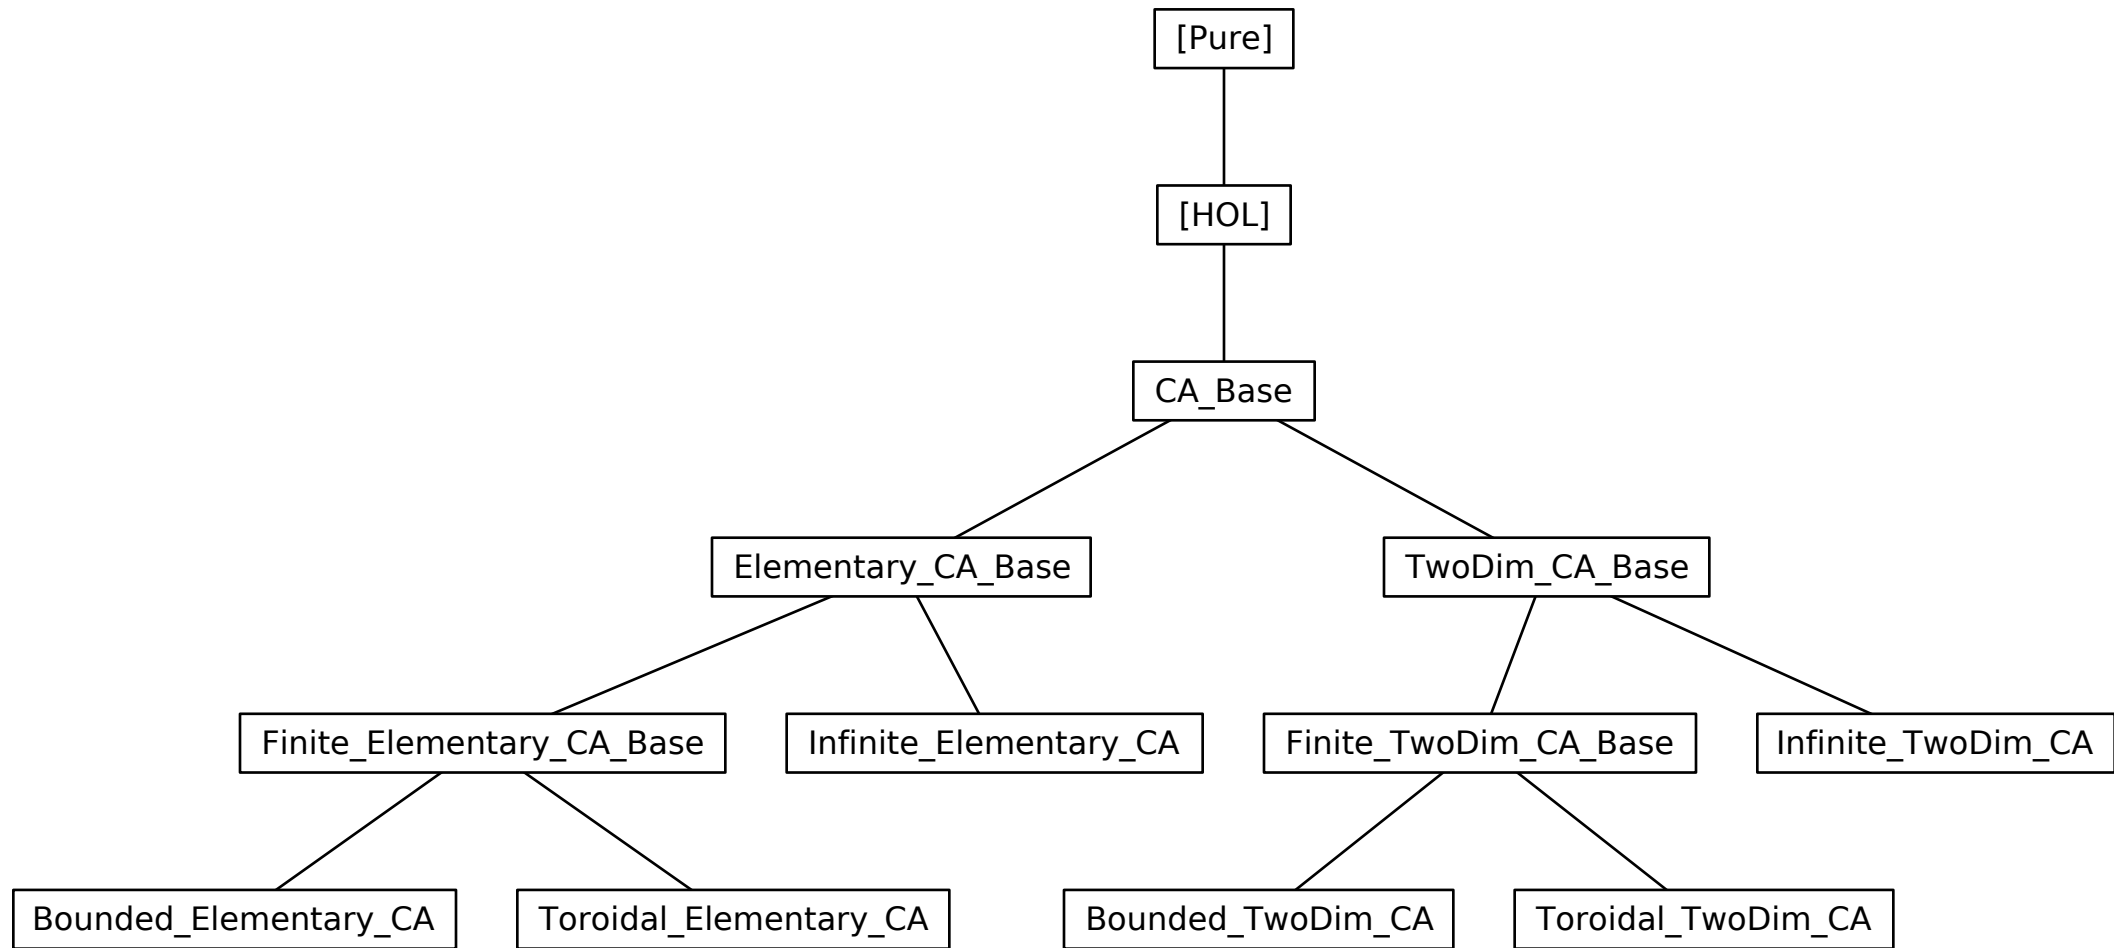 [Pure]
[HOL]
CA_Base
Elementary_CA_Base
TwoDim_CA_Base
Finite_Elementary_CA_Base
Infinite_Elementary_CA
Finite_TwoDim_CA_Base
Infinite_TwoDim_CA
Bounded_Elementary_CA
Toroidal_Elementary_CA
Bounded_TwoDim_CA
Toroidal_TwoDim_CA